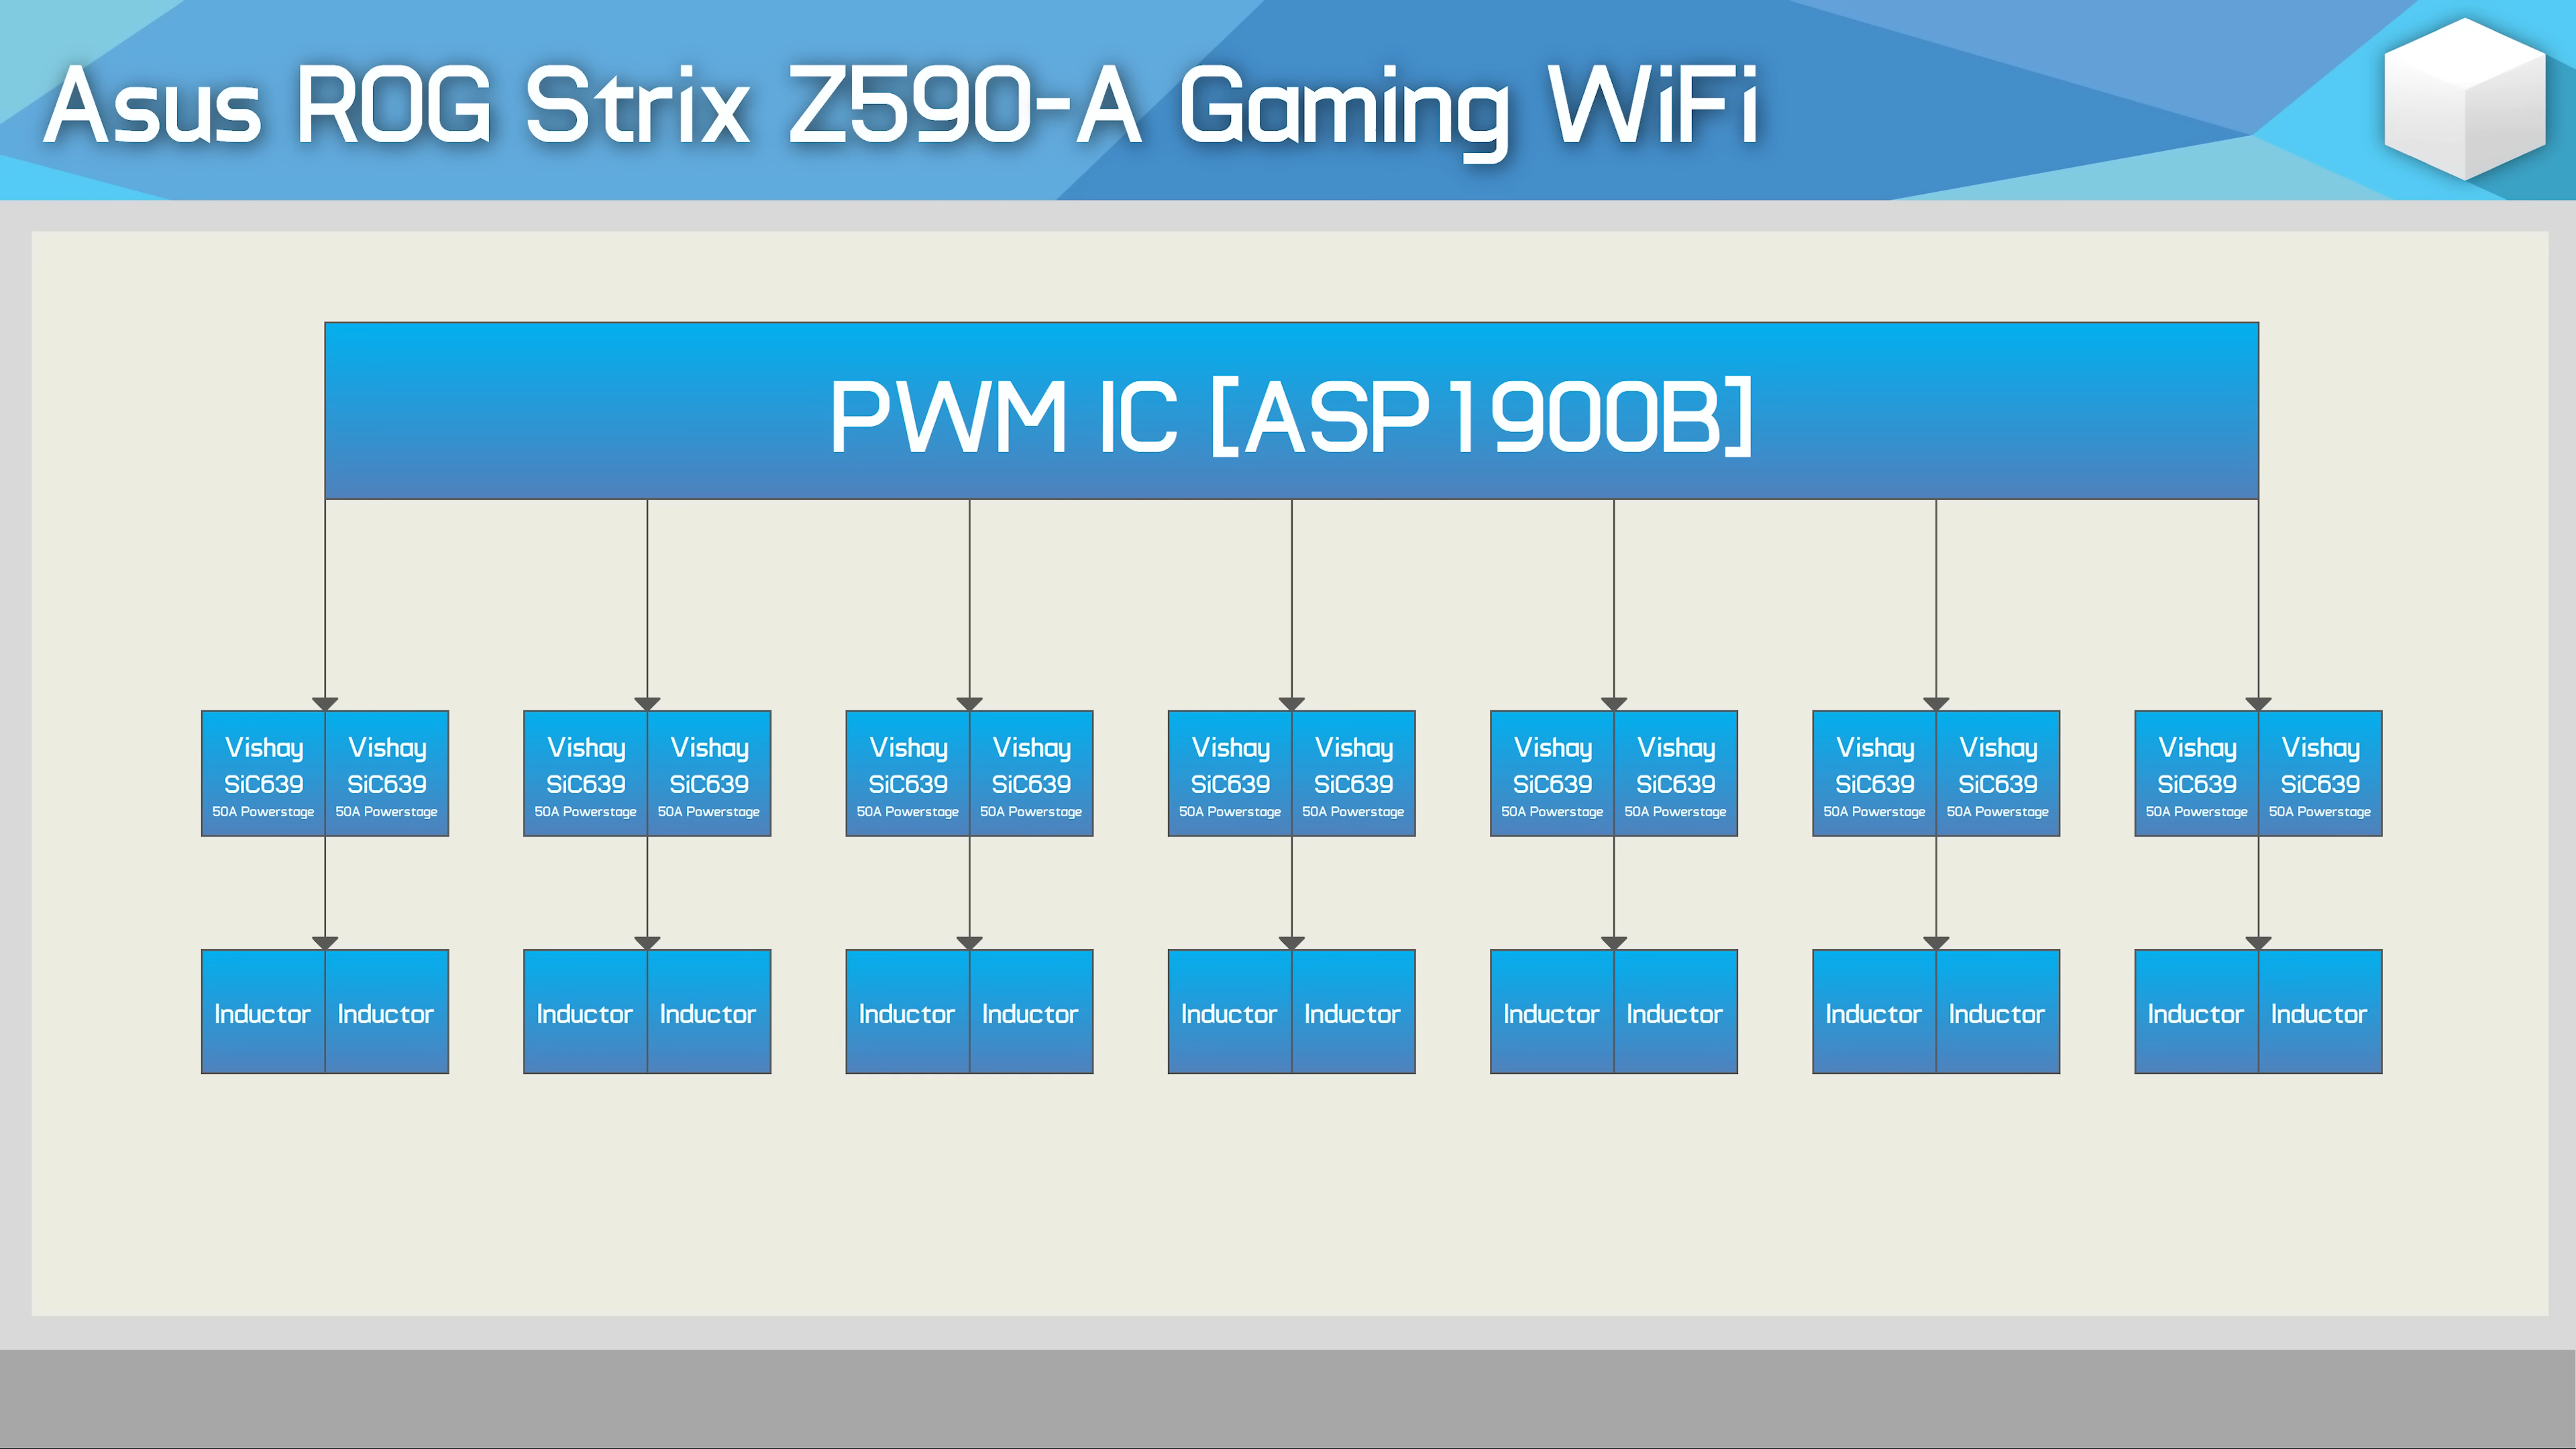 Asus ROG Strix Z590-A Gaming WiFi
PWM IC [ASP1900B]
Vishay Vishay Vishay Vishay Vishay Vishay Vishay Vishay Vishay Vishay Vishay Vishay Vishay Vishay
SiC639 SiC639 SiC639 SiC639 SiC639 SiC639 SiC639 SiC639 SiC639 SiC639 SiC639 SiC639 SiC639 SiC639
50A Powerstage 50A Powerstage 50A Powerstage 50A Powerstage 50A Powerstage 50A Powerstage 50A Powerstage 50A Powerstage 50A Powerstage 50A Powerstage 50A Powerstage 50A Powerstage 50A Powerstage 50A Powerstage
Inductor Inductor Inductor Inductor Inductor Inductor Inductor Inductor Inductor Inductor Inductor Inductor Inductor Inductor